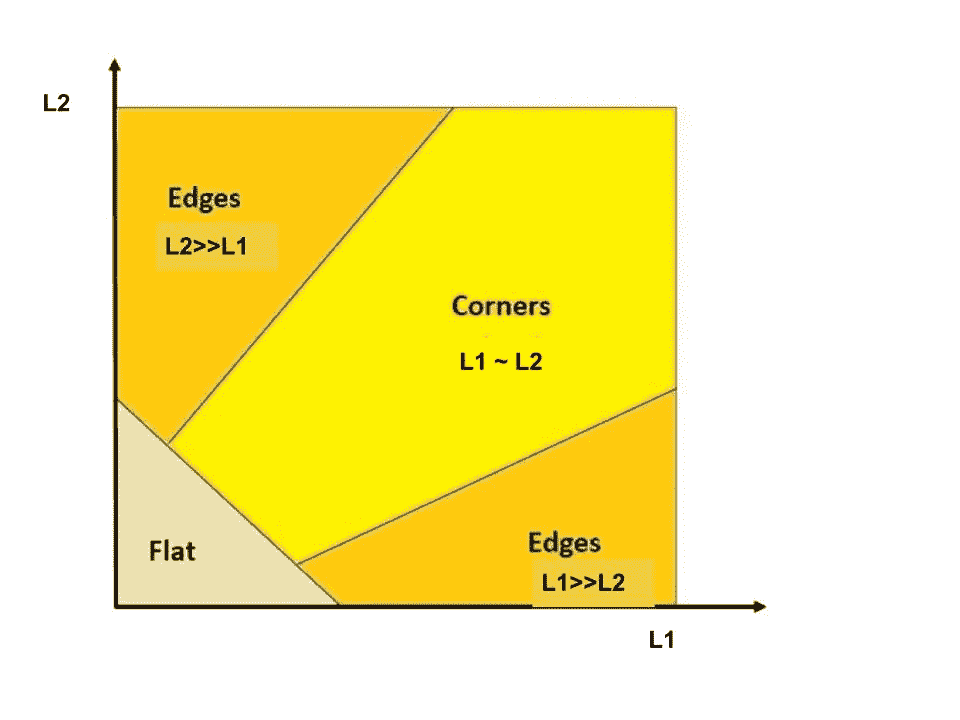 L2
Edges
L2>>L1
Corners
L1 ~ L2
Flat
Edges
L1>>L2
L1